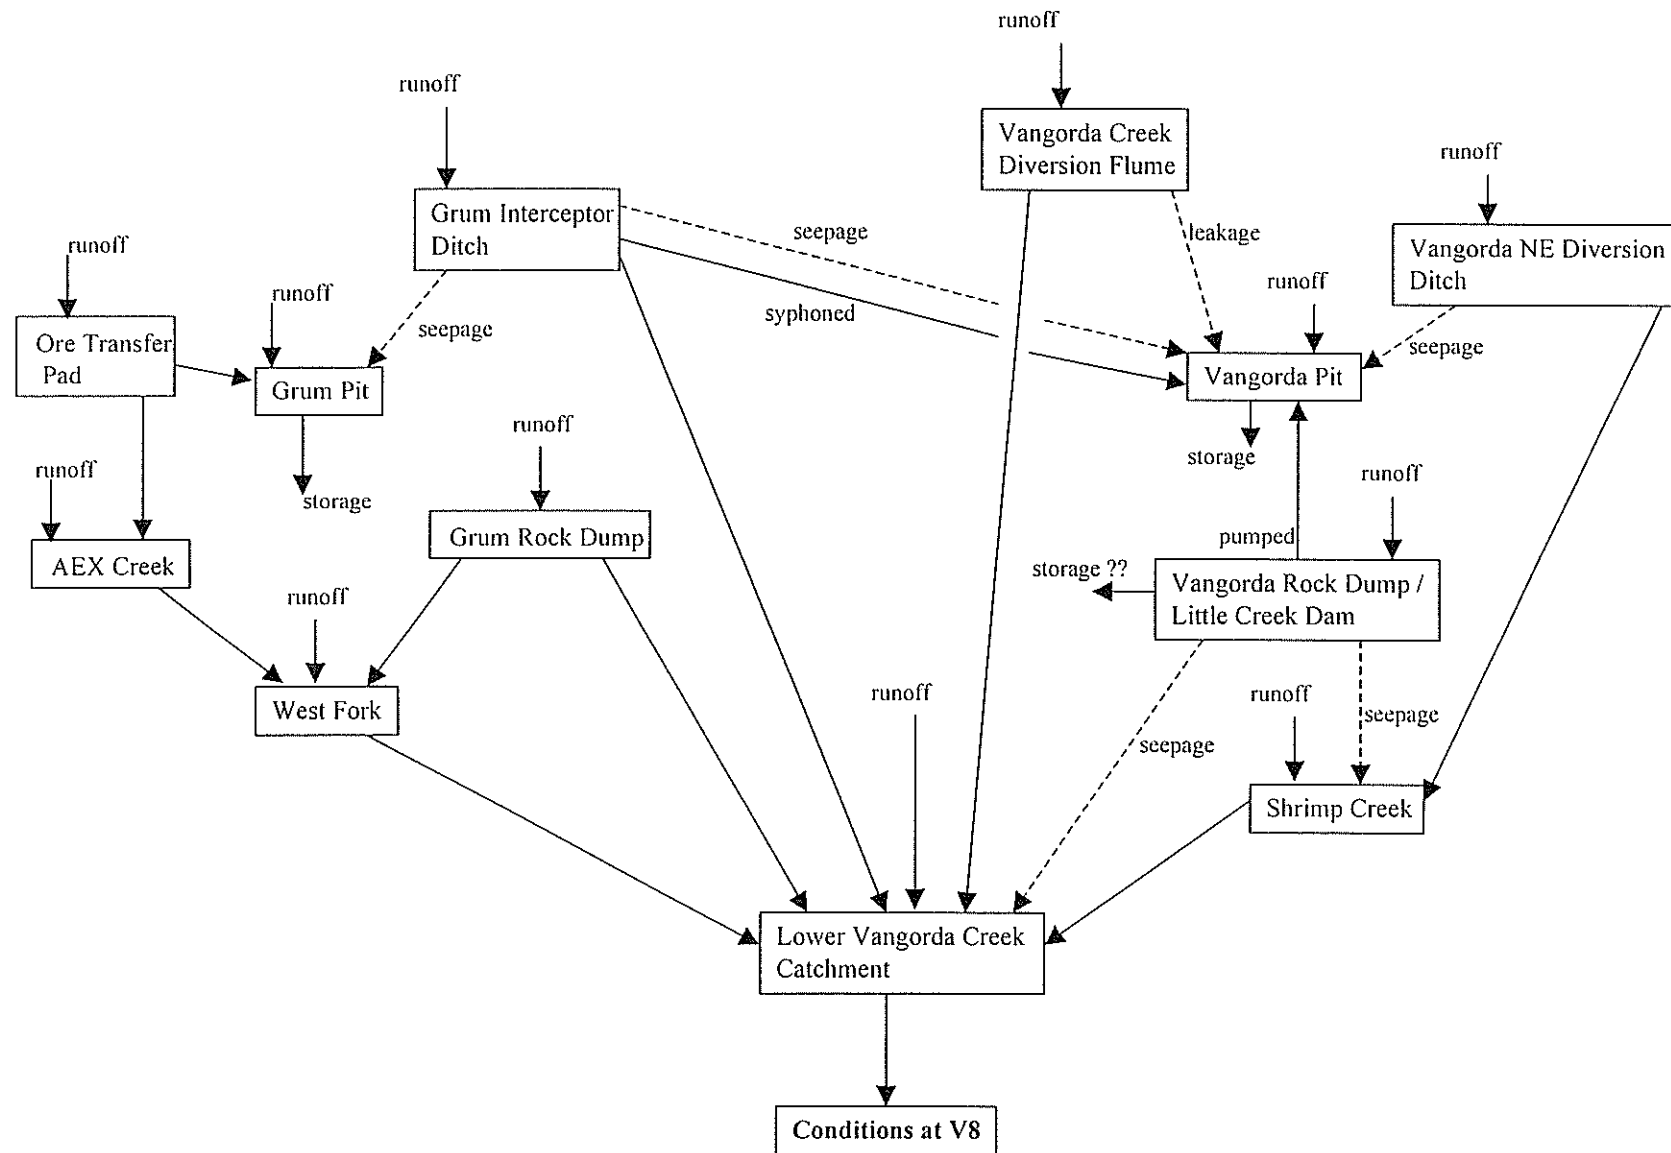 runoff
runoff
Vangorda Creek
Diversion Flume
runoff
Grum Interceptor
Ditch
runoff
seepage
leakage
Vangorda NE Diversion
Ditch
runoff
runoff
runoff
syphoned
seepage
seepage
Ore Transfer
Pad
Grum Pit
Vangorda Pit
runoff
storage
runoff
runoff
storage
Grum Rock Dump
pumped
AEX Creek
storage ??
Vangorda Rock Dump /
Little Creek Dam
runoff
West Fork
runoff
runoff
seepage
seepage
Shrimp Creek
Lower Vangorda Creek
Catchment
Conditions at V8